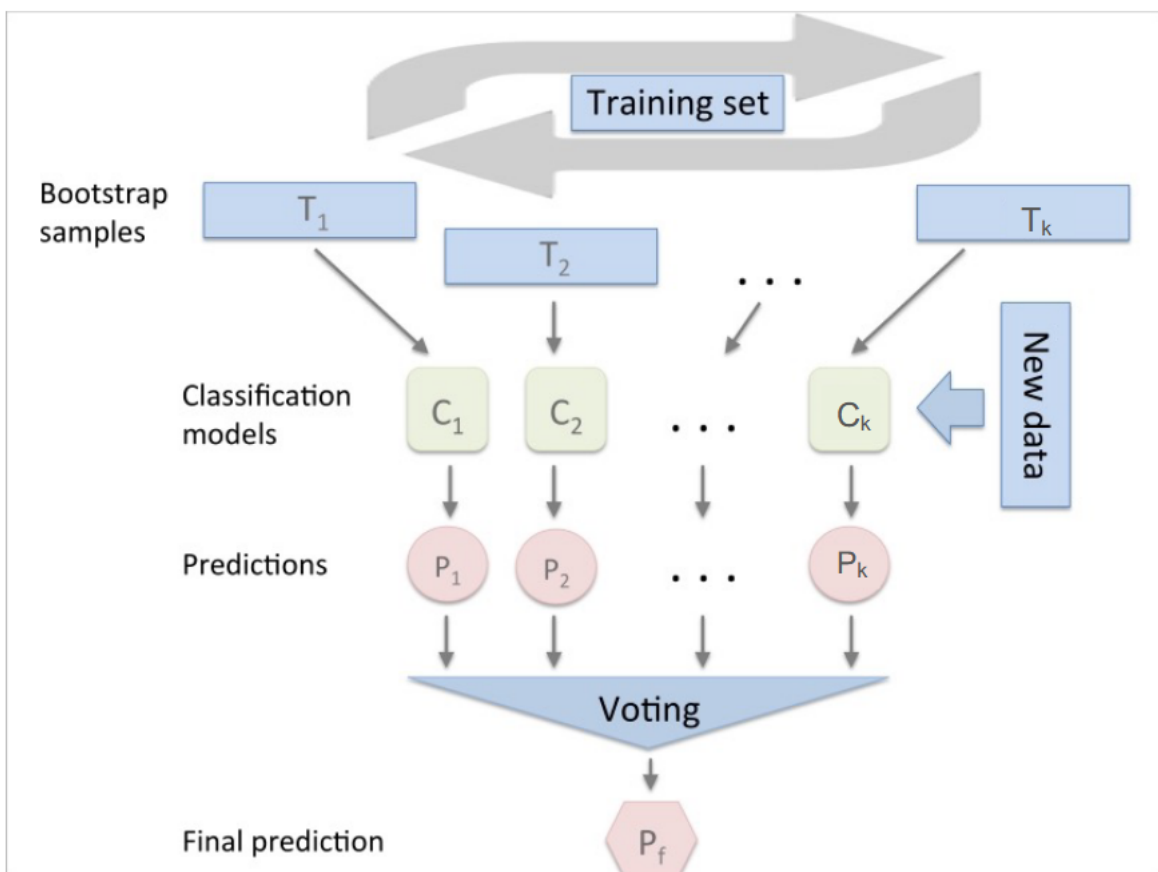 Training set
Bootstrap
samples
T₁
T₂
. . .
Tₖ
New data
Classification
models
C₁
C₂
. . .
Cₖ
Predictions
P₁
P₂
. . .
Pₖ
Voting
Final prediction
P_f